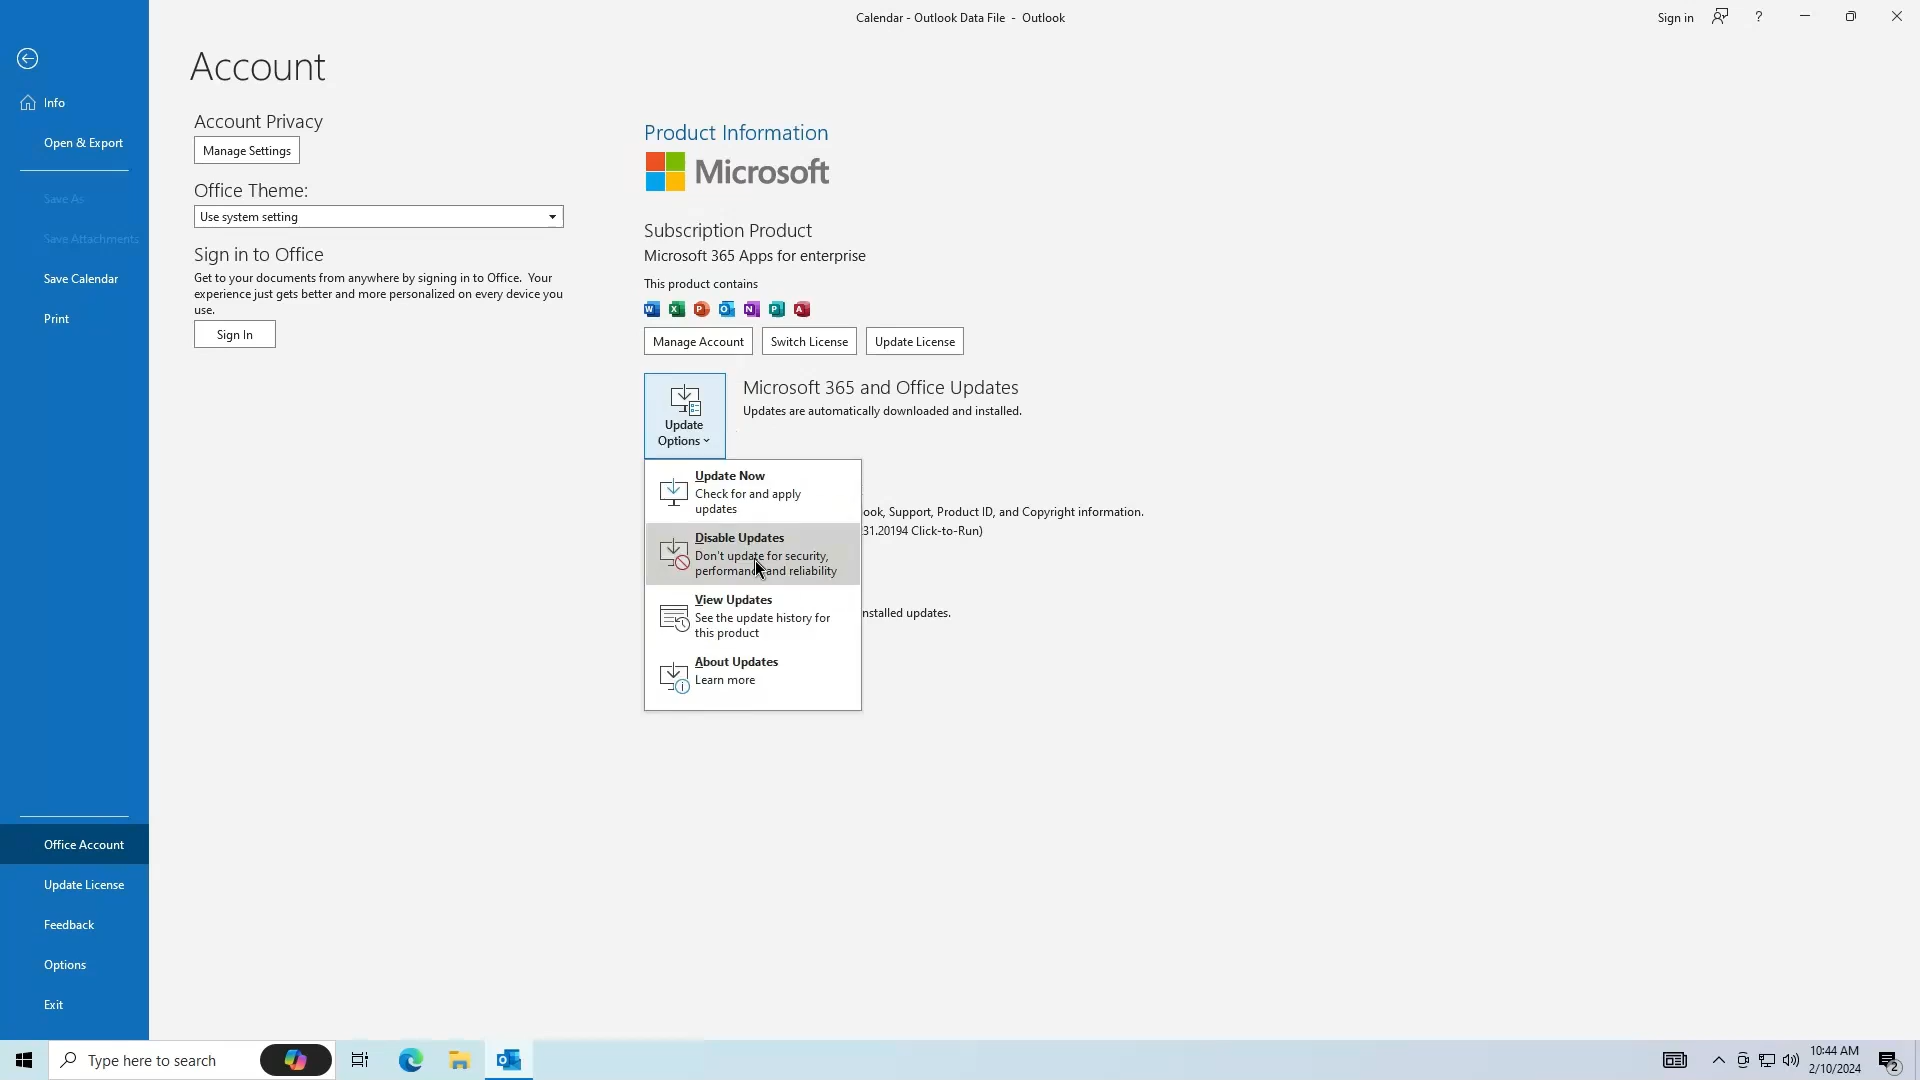 Calendar - Outlook Data File - Outlook
Sign in
?
Account
Info
Open & Export
Save As
Save Attachments
Save Calendar
Print
Office Account
Update License
Feedback
Options
Exit
Account Privacy
Manage Settings
Office Theme:
Use system setting
Sign in to Office
Get to your documents from anywhere by signing in to Office. Your
experience just gets better and more personalized on every device you
use.
Sign In
Product Information
Microsoft
Subscription Product
Microsoft 365 Apps for enterprise
This product contains
Manage Account
Switch License
Update License
Update
Options
Microsoft 365 and Office Updates
Updates are automatically downloaded and installed.
Update Now
Check for and apply
updates
Disable Updates
Don't update for security,
performance and reliability
View Updates
See the update history for
this product
About Updates
Learn more
ook, Support, Product ID, and Copyright information.
31.20194 Click-to-Run)
nstalled updates.
Type here to search
10:44 AM
2/10/2024
2